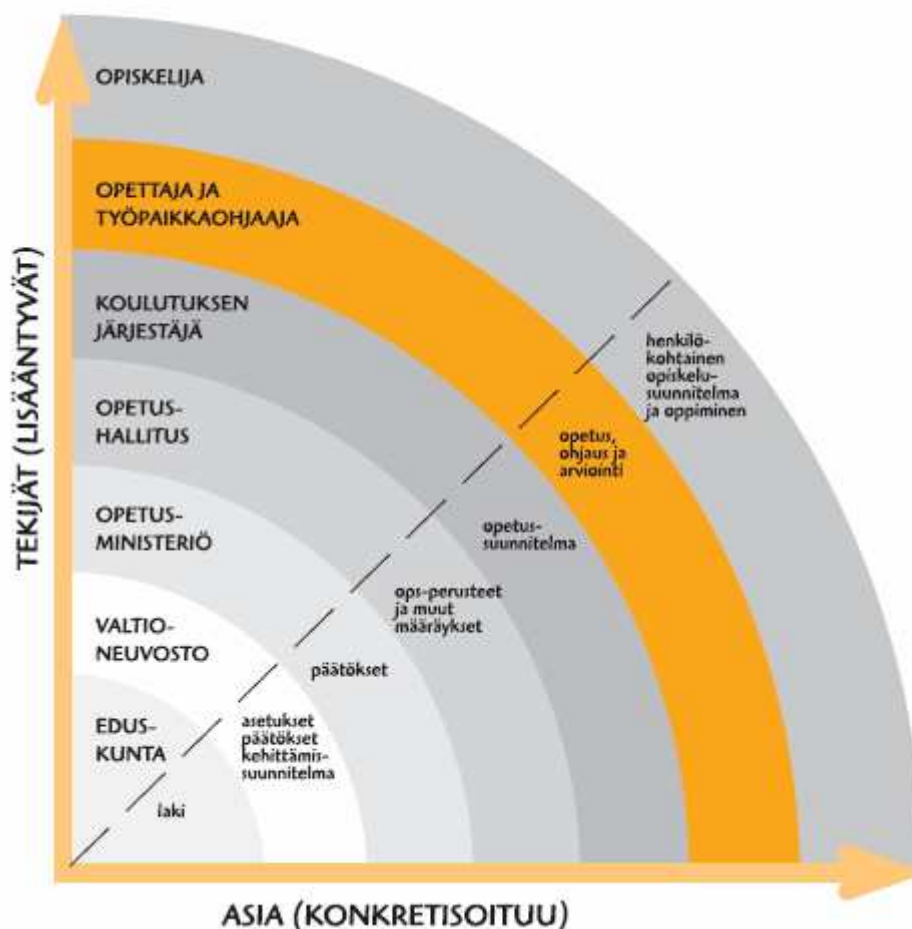 OPISKELIJA
OPETTAJA JA
TYÖPAIKKAOHJAAJA
KOULUTUKSEN
JÄRJESTÄJÄ
OPETUS-
HALLITUS
OPETUS-
MINISTERIÖ
VALTIO-
NEUVOSTO
EDUS-
KUNTA
henkilö-
kohtainen
opiskelu-
suunnitelma
ja oppiminen
opetus,
ohjaus ja
arviointi
opetus-
suunnitelma
ops-perusteet
ja muut
määräykset
päätökset
asetukset
päätökset
kehittämis-
suunnitelma
laki
TEKIJÄT (LISÄÄNTYVÄT)
ASIA (KONKRETISOITUU)